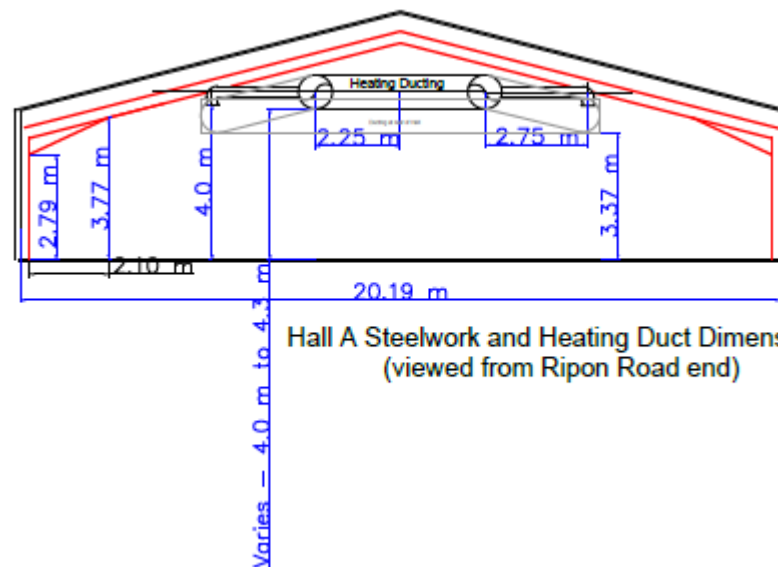 Heating Ducting
2.25 m
2.75 m
2.79 m
3.77 m
4.0 m
3.37 m
2.10 m
20.19 m
Varies – 4.0 m to 4.3 m
Hall A Steelwork and Heating Duct Dimens
(viewed from Ripon Road end)